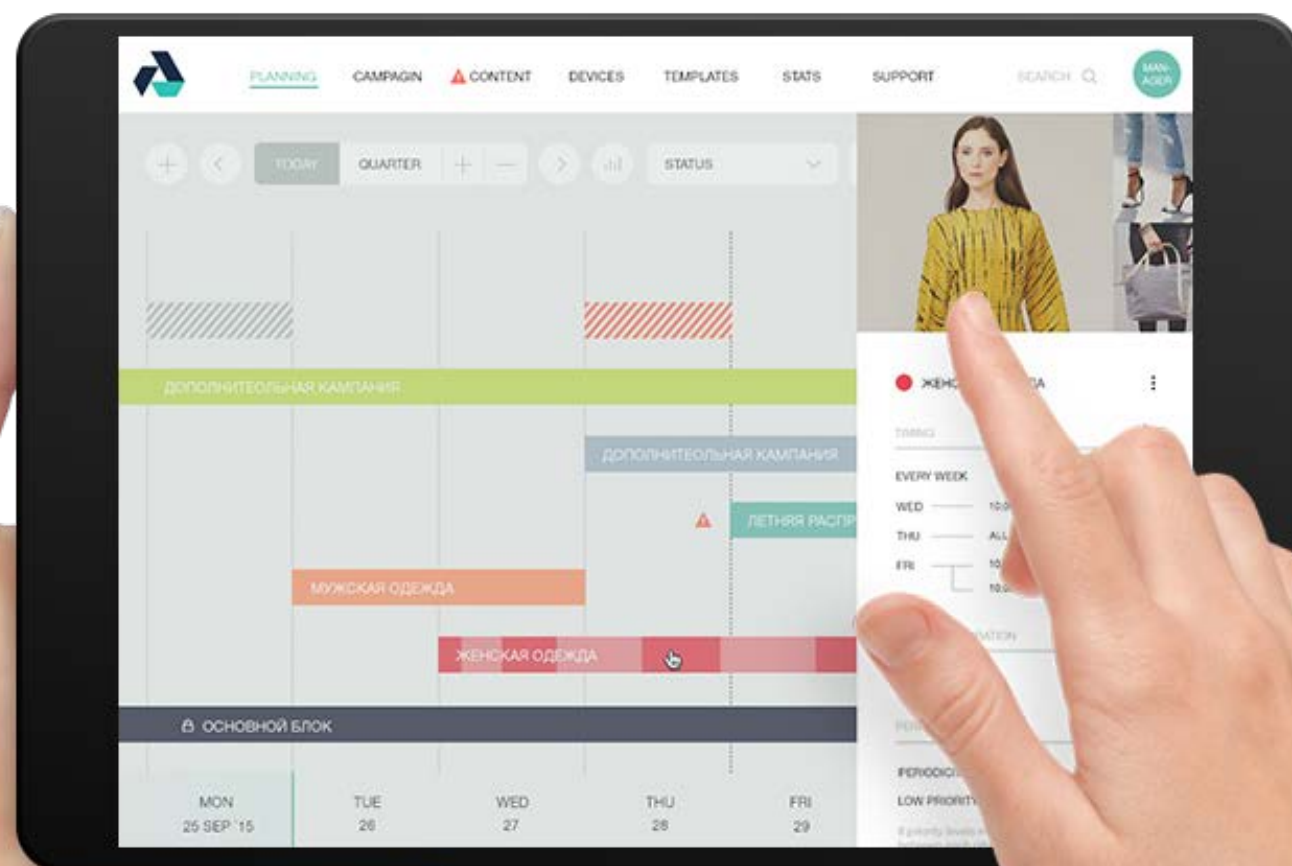 PLANNING
CAMPAGIN
CONTENT
DEVICES
TEMPLATES
STATS
SUPPORT
SEARCH
MAN-
AGER
TODAY
QUARTER
STATUS
ДОПОЛНИТЕОЛЬНАЯ КАМПАНИЯ
ДОПОЛНИТЕОЛЬНАЯ КАМПАНИЯ
ЛЕТНЯЯ
МУЖСКАЯ ОДЕЖДА
ЖЕНСКАЯ ОДЕЖДА
ОСНОВНОЙ БЛОК
MON
25 SEP '15
TUE
26
WED
27
THU
28
FRI
29
TIMING
EVERY WEEK
WED
THU
ALL
FRI
LOW PRIORITY